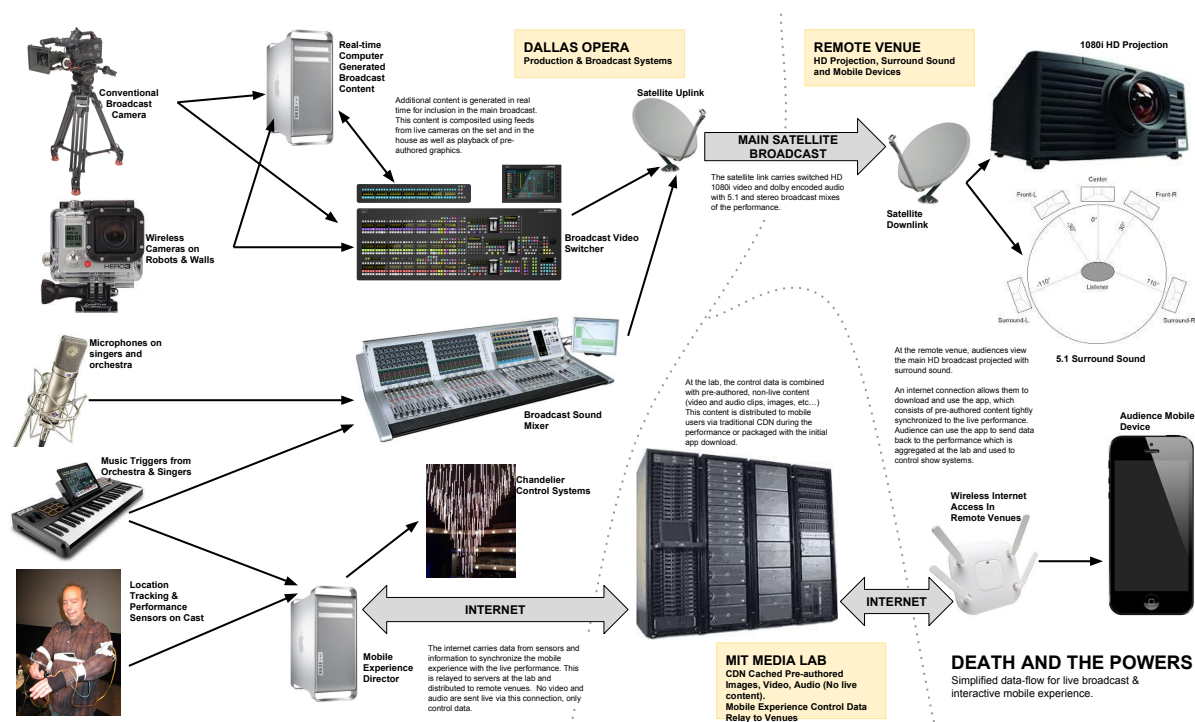 Real-time
Computer
Generated
Broadcast
Content
DALLAS OPERA
Production & Broadcast Systems
REMOTE VENUE
HD Projection, Surround Sound
and Mobile Devices
1080i HD Projection
Conventional
Broadcast
Camera
Additional content is generated in real
time for inclusion in the main broadcast.
This content is composited using feeds
from live cameras on the set and in the
house as well as playback of pre-
authored graphics.
Satellite Uplink
MAIN SATELLITE
BROADCAST
The satellite link carries switched HD
1080i video and dolby encoded audio
with 5.1 and stereo broadcast mixes
of the performance.
Satellite
Downlink
Center
Front-L
Front-R
0°
-110°
110°
Listener
Surround-L
Surround-R
5.1 Surround Sound
Wireless
Cameras on
Robots & Walls
HERO3
Broadcast Video
Switcher
Microphones on
singers and
orchestra
Broadcast Sound
Mixer
At the lab, the control data is combined
with pre-authored, non-live content
(video and audio clips, images, etc…)
This content is distributed to mobile
users via traditional CDN during the
performance or packaged with the initial
app download.
At the remote venue, audiences view
the main HD broadcast projected with
surround sound.
An internet connection allows them to
download and use the app, which
consists of pre-authored content tightly
synchronized to the live performance.
Audience can use the app to send data
back to the performance which is
aggregated at the lab and used to
control show systems.
Audience Mobile
Device
Music Triggers from
Orchestra & Singers
Chandelier
Control Systems
Wireless Internet
Access In
Remote Venues
Location
Tracking &
Performance
Sensors on Cast
INTERNET
INTERNET
Mobile
Experience
Director
The internet carries data from sensors and
information to synchronize the mobile
experience with the live performance. This
is relayed to servers at the lab and
distributed to remote venues.  No video and
audio are sent live via this connection, only
control data.
MIT MEDIA LAB
CDN Cached Pre-authored
Images, Video, Audio (No live
content).
Mobile Experience Control Data
Relay to Venues
DEATH AND THE POWERS
Simplified data-flow for live broadcast &
interactive mobile experience.